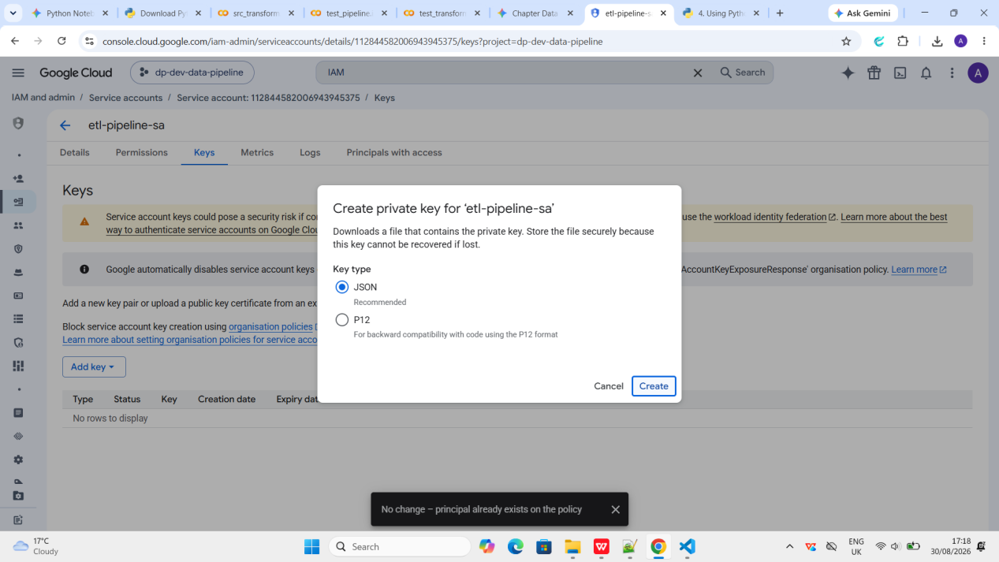 Python Noteb
Download Py
src_transform
test_pipeline.i
test_transform
Chapter Data
etl-pipeline-s
4. Using Pyth
Ask Gemini
console.cloud.google.com/iam-admin/serviceaccounts/details/112844582006943945375/keys?project=dp-dev-data-pipeline
A
Google Cloud
dp-dev-data-pipeline
IAM
Search
A
IAM and admin / Service accounts / Service account: 112844582006943945375 / Keys
etl-pipeline-sa
Details
Permissions
Keys
Metrics
Logs
Principals with access
Keys
Service account keys could pose a security risk if co
use the workload identity federation. Learn more about the best
way to authenticate service accounts on Google Clou
Google automatically disables service account keys
AccountKeyExposureResponse' organisation policy. Learn more
Add a new key pair or upload a public key certificate from an ex
Block service account key creation using organisation policies
Learn more about setting organisation policies for service acco
Add key
Type Status Key Creation date Expiry dat
No rows to display
Create private key for ‘etl-pipeline-sa’
Downloads a file that contains the private key. Store the file securely because
this key cannot be recovered if lost.
Key type
JSON
Recommended
P12
For backward compatibility with code using the P12 format
Cancel
Create
No change – principal already exists on the policy
17°C
Cloudy
Search
ENG
UK
17:18
30/08/2026